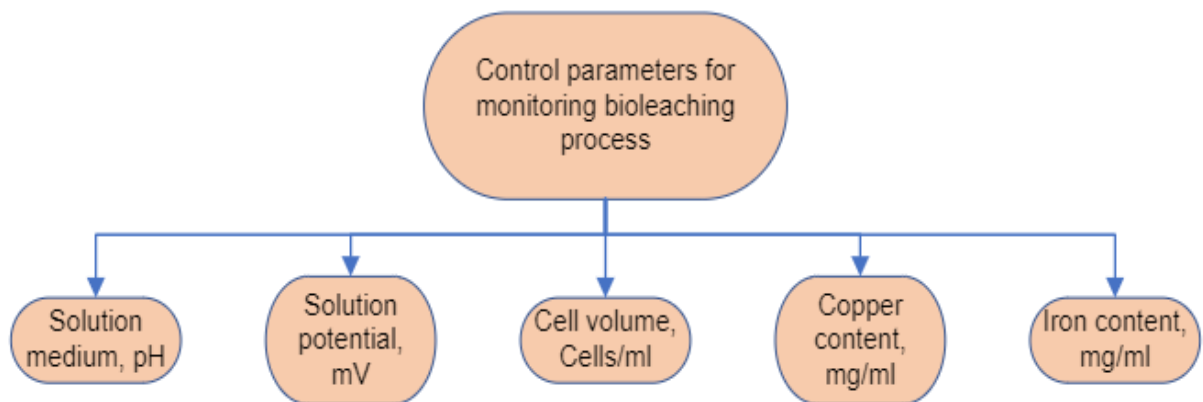 Control parameters for
monitoring bioleaching
process
Solution
medium, pH
Solution
potential,
mV
Cell volume,
Cells/ml
Copper
content,
mg/ml
Iron content,
mg/ml